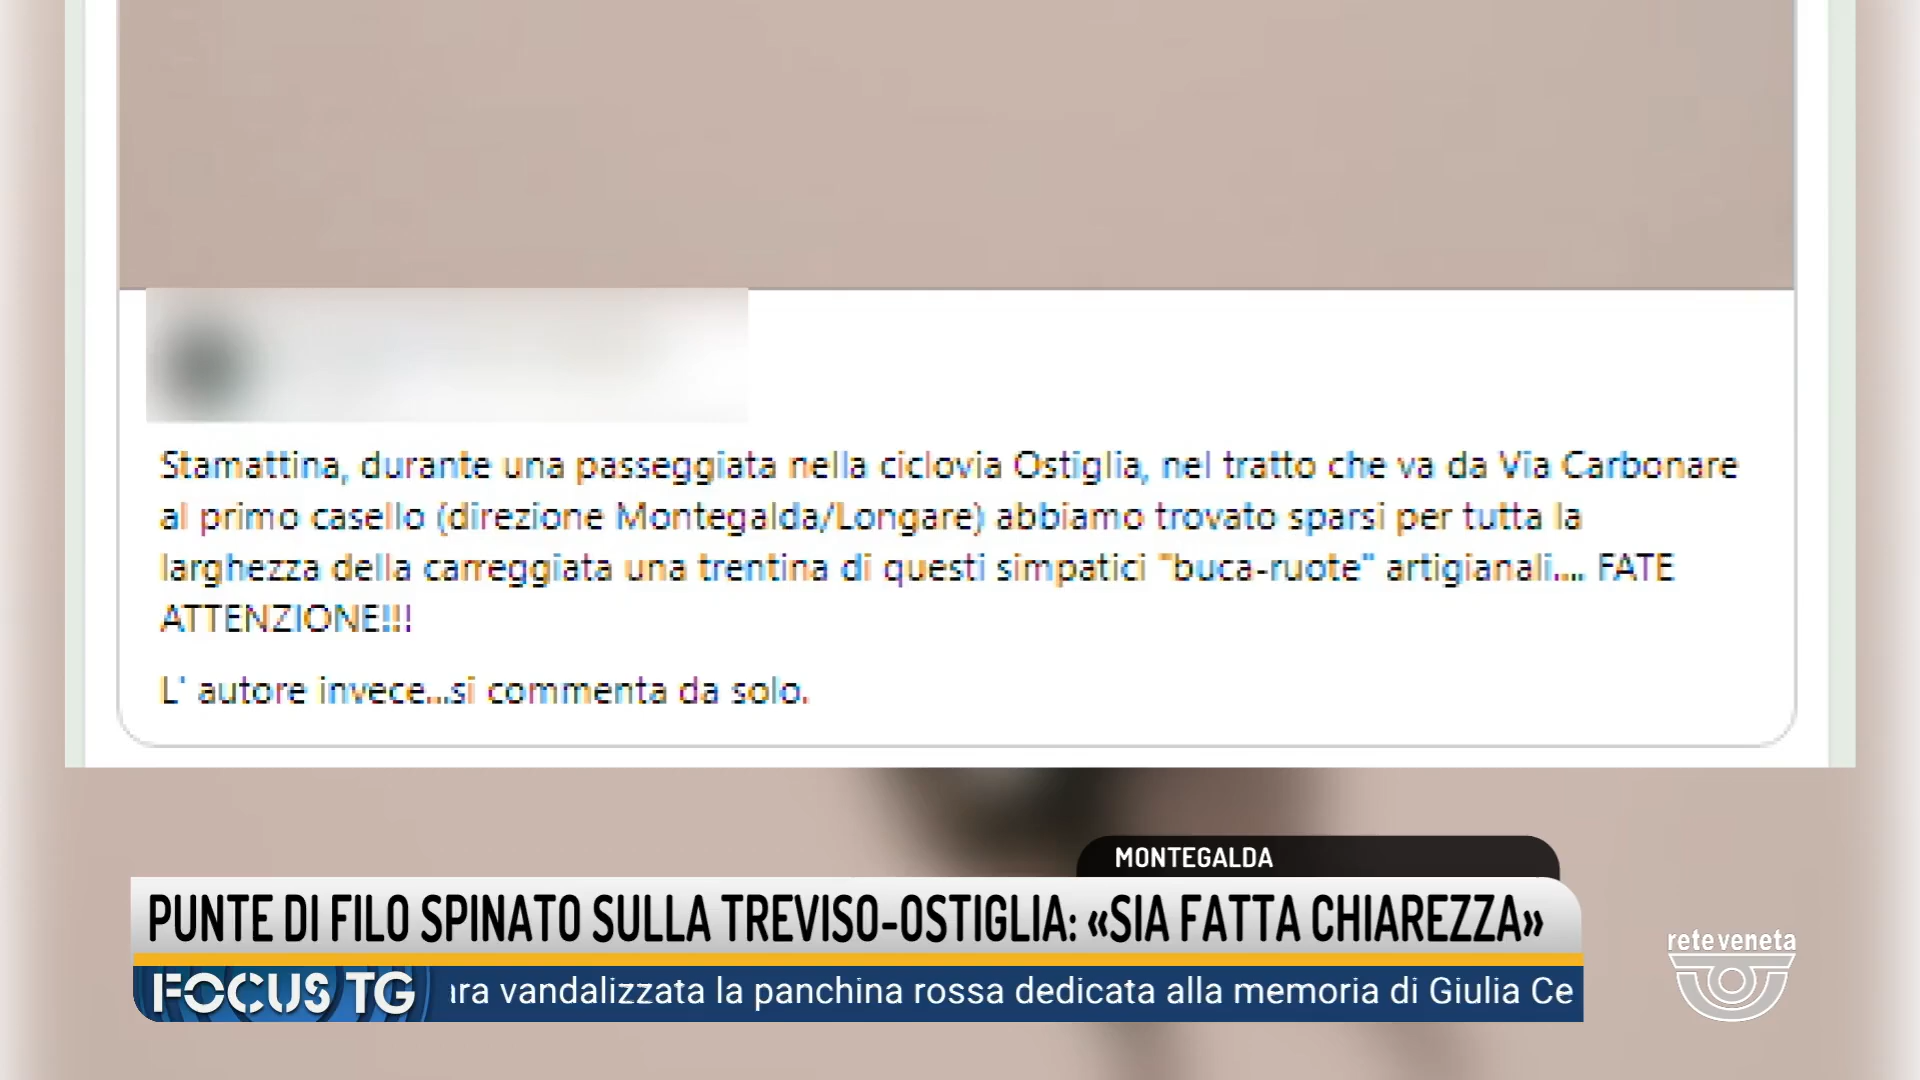 Stamattina, durante una passeggiata nella ciclovia Ostiglia, nel tratto che va da Via Carbonare
al primo casello (direzione Montegalda/Longare) abbiamo trovato sparsi per tutta la
larghezza della carreggiata una trentina di questi simpatici "buca-ruote" artigianali.... FATE
ATTENZIONE!!!
L' autore invece...si commenta da solo.
MONTEGALDA
PUNTE DI FILO SPINATO SULLA TREVISO-OSTIGLIA: «SIA FATTA CHIAREZZA»
reteveneta
FOCUS TG
ara vandalizzata la panchina rossa dedicata alla memoria di Giulia Ce